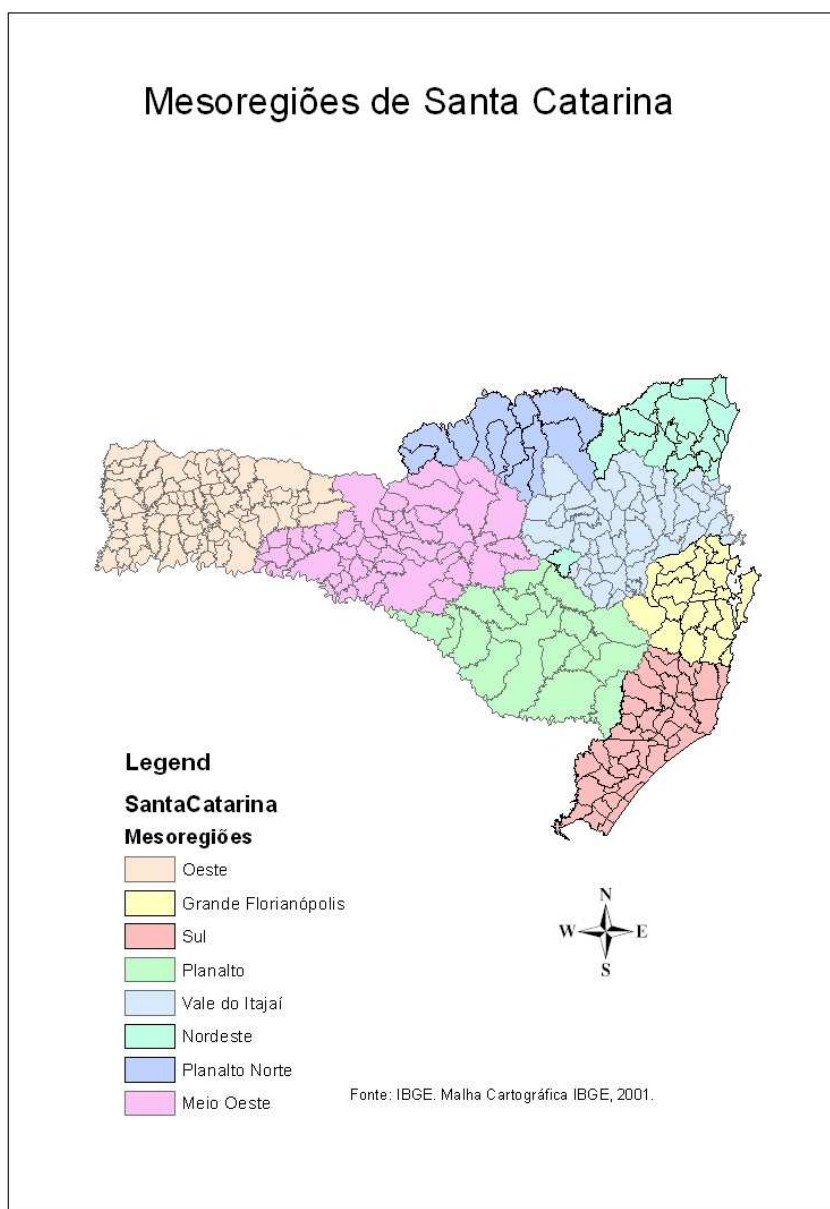 Mesoregiões de Santa Catarina
Legend
SantaCatarina
Mesoregiões
Oeste
Grande Florianópolis
Sul
Planalto
Vale do Itajaí
Nordeste
Planalto Norte
Meio Oeste
N
W E
S
Fonte: IBGE. Malha Cartográfica IBGE, 2001.